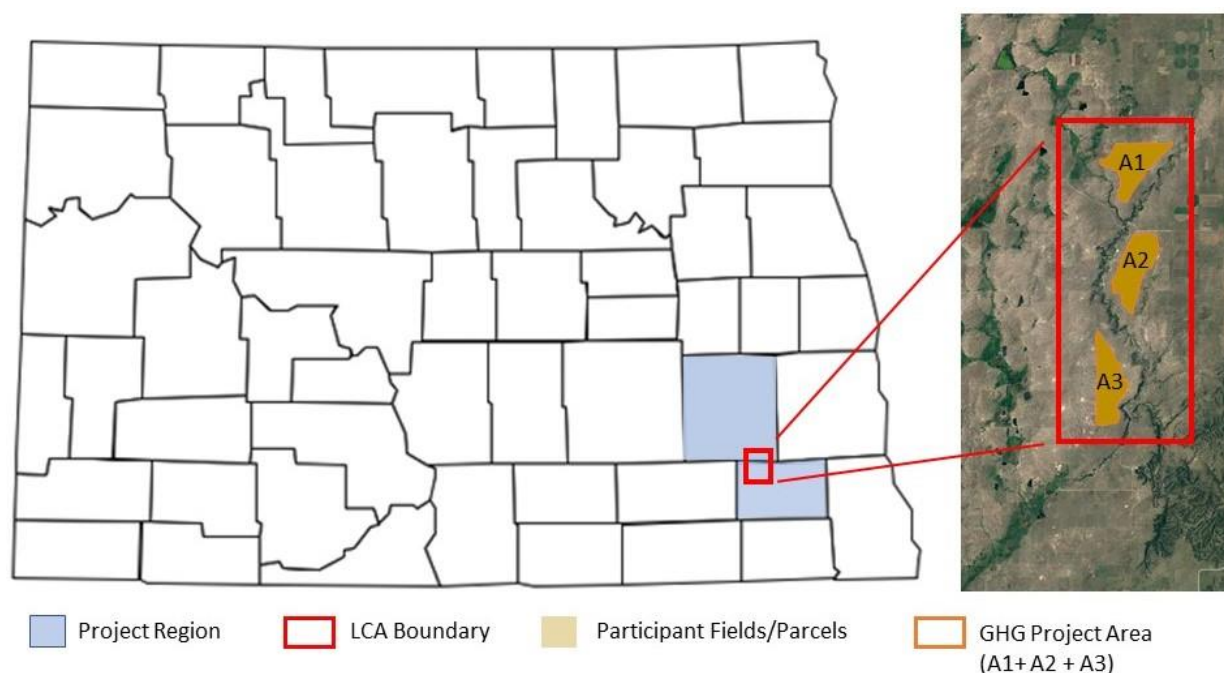 A1
A2
A3
Project Region
LCA Boundary
Participant Fields/Parcels
GHG Project Area
(A1+ A2 + A3)